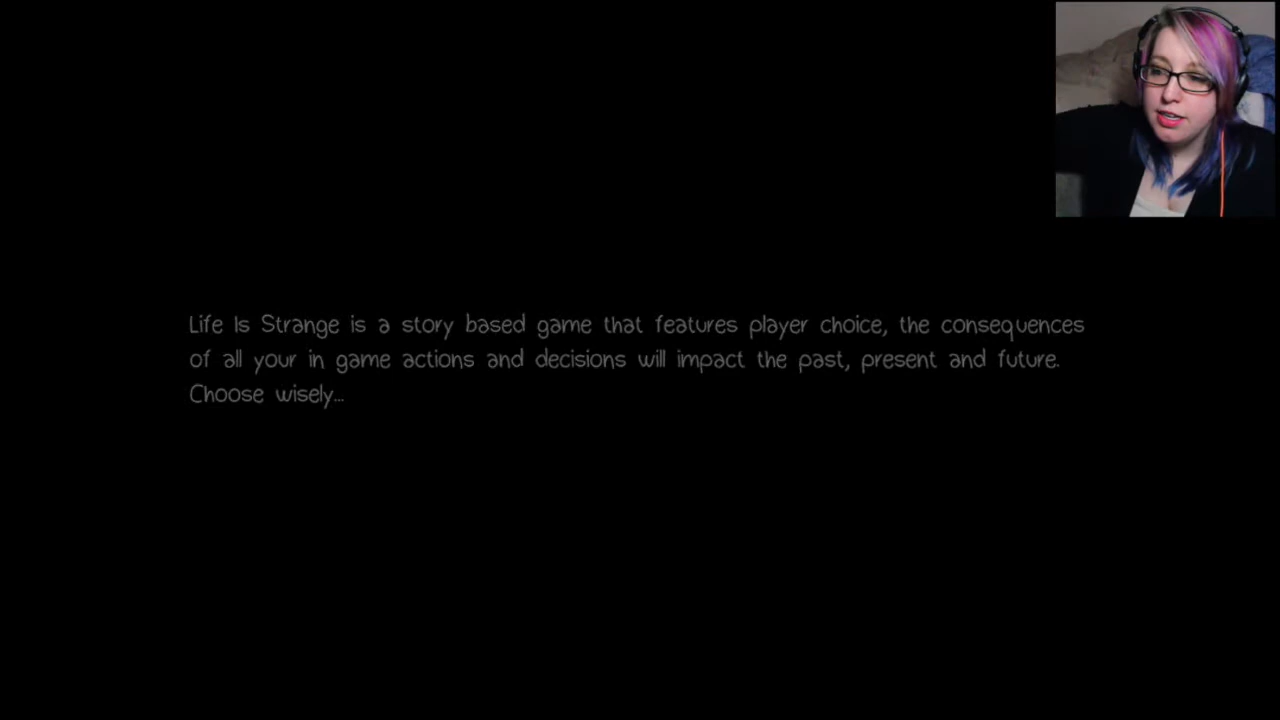 Life Is Strange is a story based game that features player choice, the consequences
of all your in game actions and decisions will impact the past, present and future.
Choose wisely...